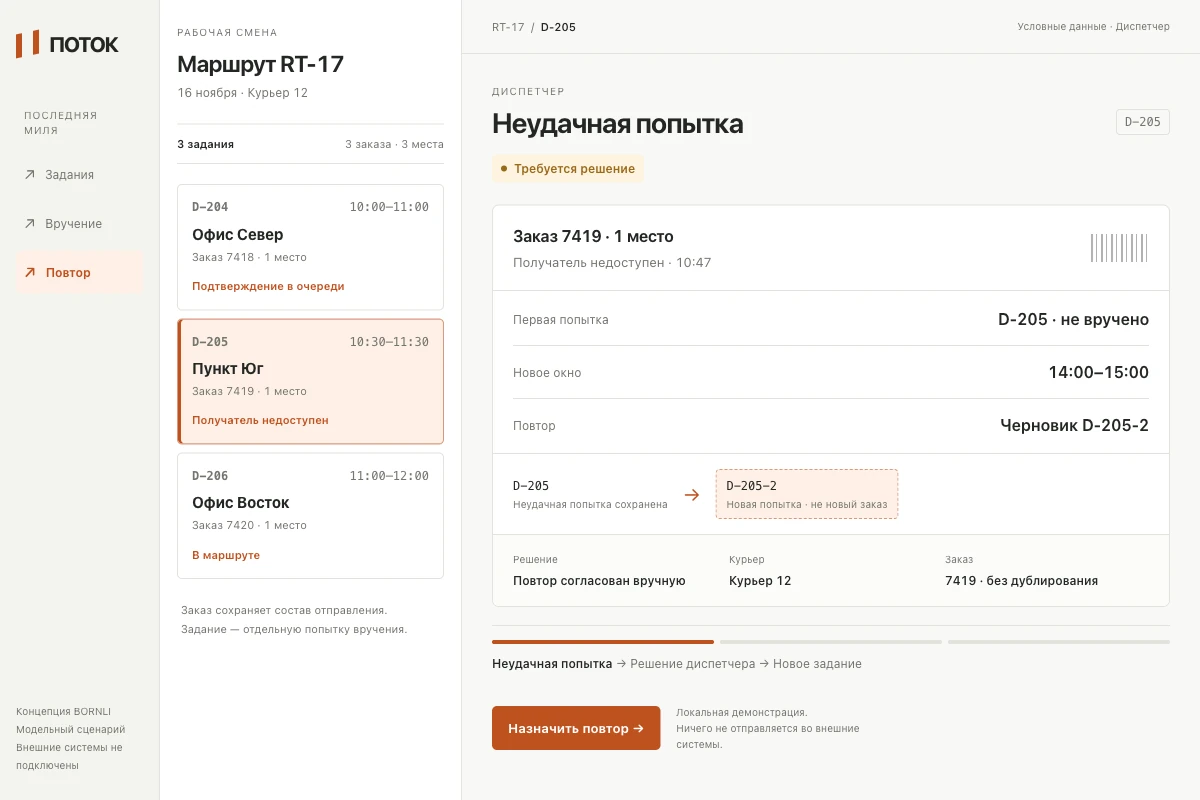 ПОТОК
ПОСЛЕДНЯЯ
МИЛЯ
Задания
Вручение
Повтор
Концепция BORNLI
Модельный сценарий
Внешние системы не
подключены
РАБОЧАЯ СМЕНА
Маршрут RT-17
16 ноября · Курьер 12
3 задания
3 заказа · 3 места
D-204
10:00–11:00
Офис Север
Заказ 7418 · 1 место
Подтверждение в очереди
D-205
10:30–11:30
Пункт Юг
Заказ 7419 · 1 место
Получатель недоступен
D-206
11:00–12:00
Офис Восток
Заказ 7420 · 1 место
В маршруте
Заказ сохраняет состав отправления.
Задание — отдельную попытку вручения.
RT-17 / D-205
Условные данные · Диспетчер
ДИСПЕТЧЕР
Неудачная попытка
D-205
Требуется решение
Заказ 7419 · 1 место
Получатель недоступен · 10:47
Первая попытка
D-205 · не вручено
Новое окно
14:00–15:00
Повтор
Черновик D-205-2
D-205
Неудачная попытка сохранена
→
D-205-2
Новая попытка · не новый заказ
Решение
Повтор согласован вручную
Курьер
Курьер 12
Заказ
7419 · без дублирования
Неудачная попытка → Решение диспетчера → Новое задание
Назначить повтор →
Локальная демонстрация.
Ничего не отправляется во внешние
системы.